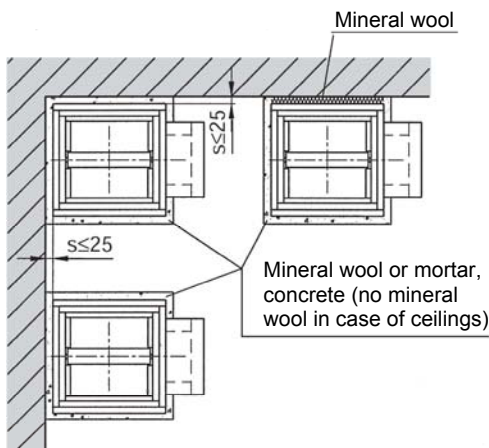 Mineral wool
s≤25
s≤25
Mineral wool or mortar,
concrete (no mineral
wool in case of ceilings)